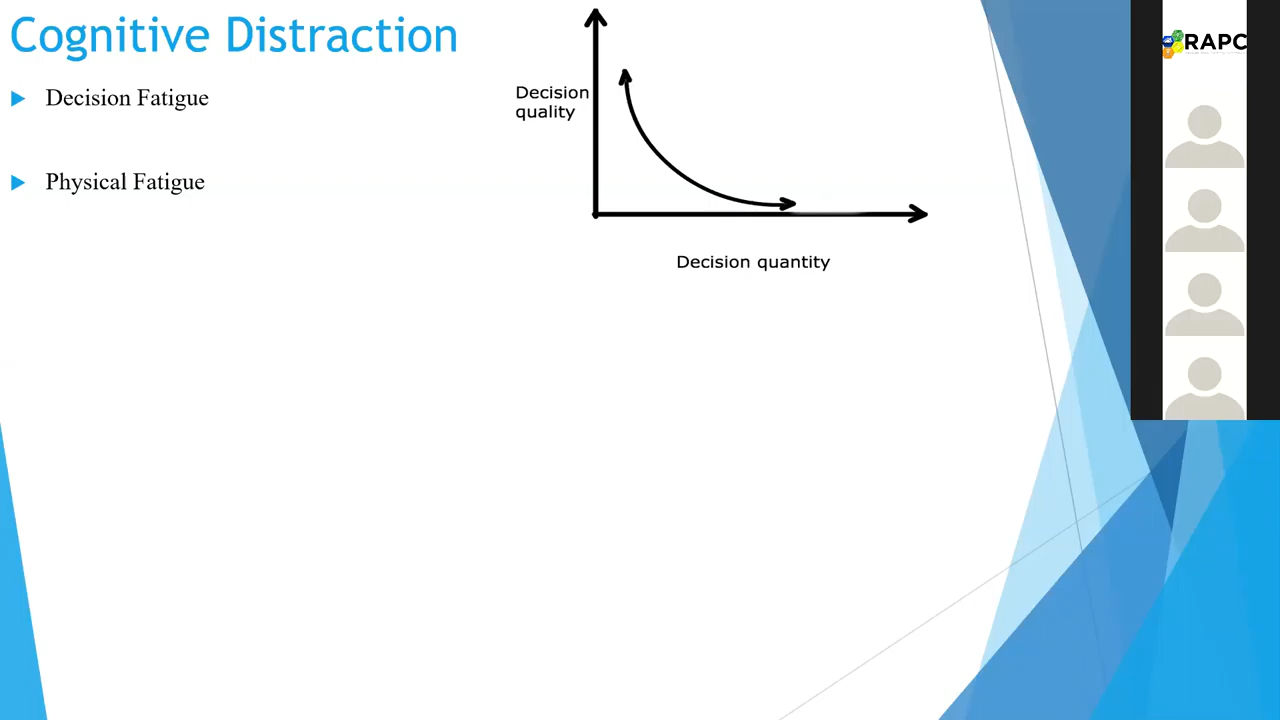 Cognitive Distraction
Decision Fatigue
Physical Fatigue
Decision
quality
Decision quantity
RAPC